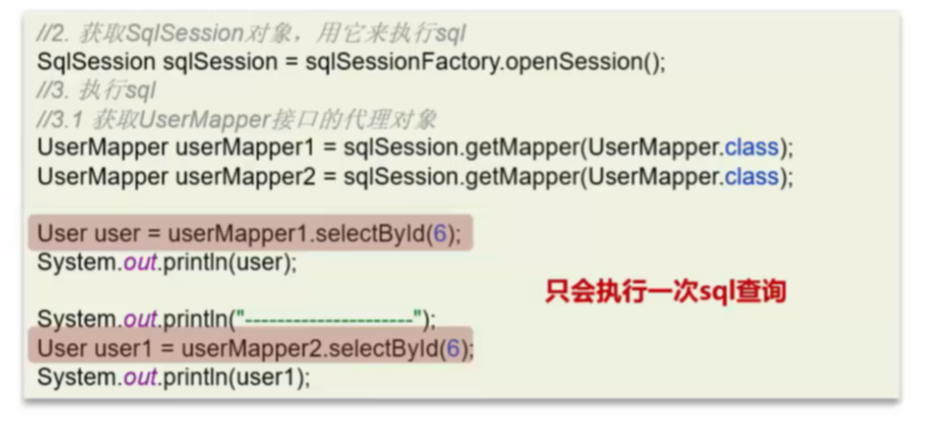 //2. 获取SqlSession对象，用它来执行sql
SqlSession sqlSession = sqlSessionFactory.openSession();
//3. 执行sql
//3.1 获取UserMapper接口的代理对象
UserMapper userMapper1 = sqlSession.getMapper(UserMapper.class);
UserMapper userMapper2 = sqlSession.getMapper(UserMapper.class);
User user = userMapper1.selectById(6);
System.out.println(user);
只会执行一次sql查询
System.out.println("---------------------");
User user1 = userMapper2.selectById(6);
System.out.println(user1);